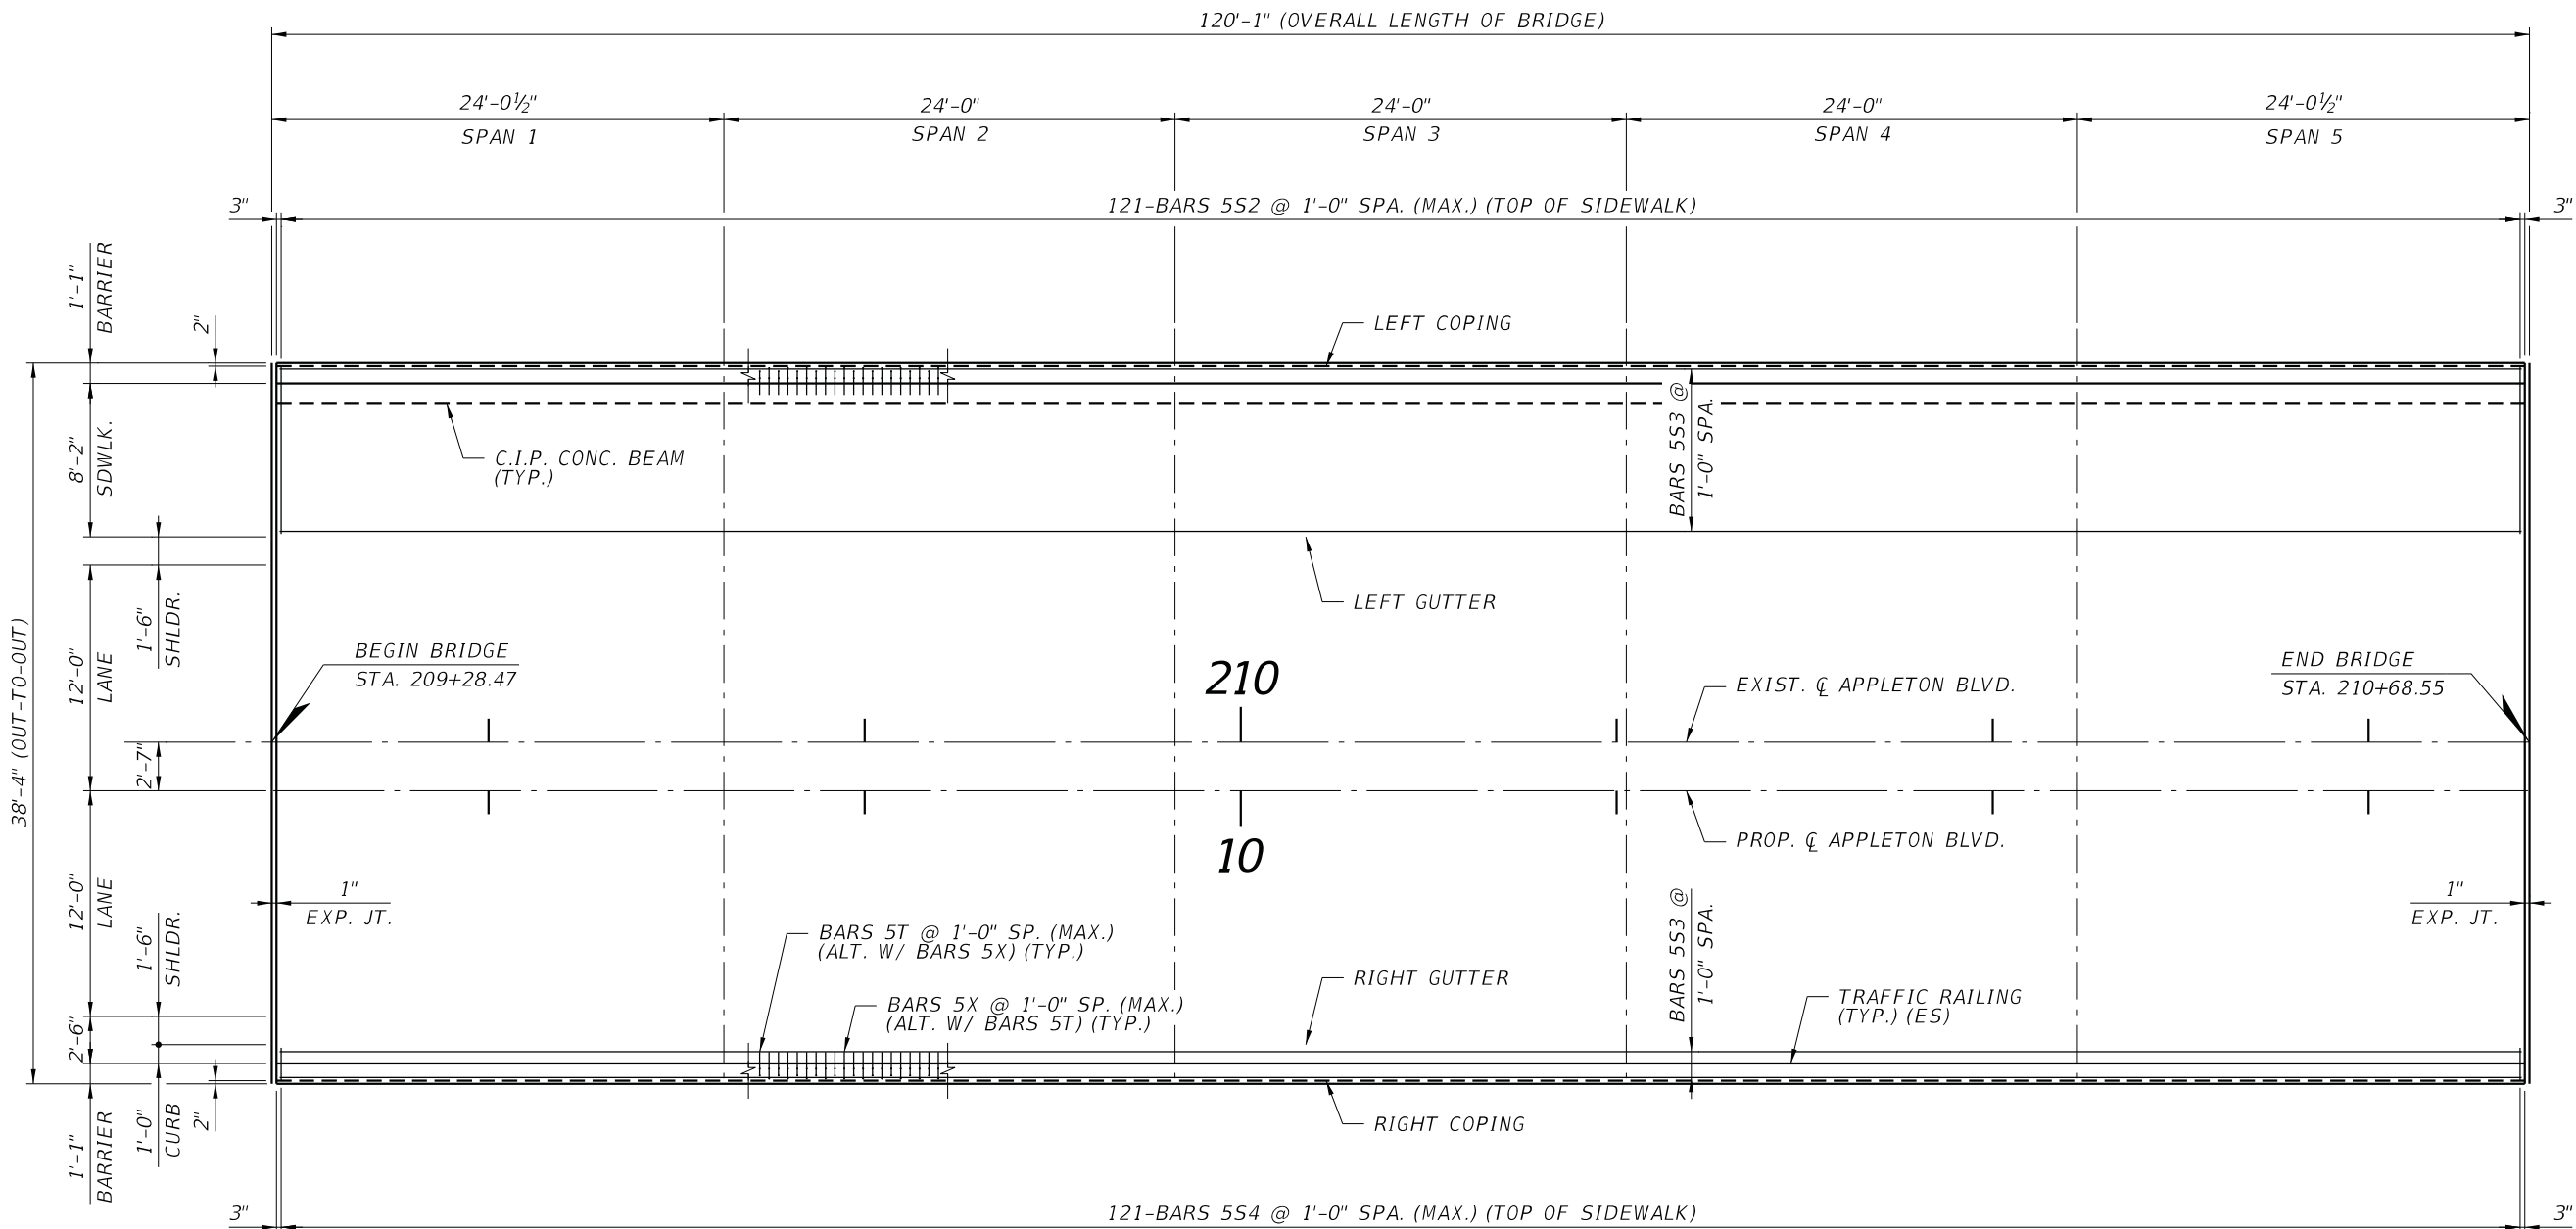 120'-1" (OVERALL LENGTH OF BRIDGE)
24'-0½"
SPAN 1
24'-0"
SPAN 2
24'-0"
SPAN 3
24'-0"
SPAN 4
24'-0½"
SPAN 5
3"
121-BARS 5S2 @ 1'-0" SPA. (MAX.) (TOP OF SIDEWALK)
3"
1'-1"
BARRIER
2"
LEFT COPING
8'-2"
SDWLK.
C.I.P. CONC. BEAM
(TYP.)
BARS 5S3 @
1'-0" SPA.
LEFT GUTTER
1'-6"
SHLDR.
38'-4" (OUT-TO-OUT)
12'-0"
LANE
BEGIN BRIDGE
STA. 209+28.47
210
EXIST. ℄ APPLETON BLVD.
END BRIDGE
STA. 210+68.55
2'-7"
10
PROP. ℄ APPLETON BLVD.
12'-0"
LANE
1"
EXP. JT.
1"
EXP. JT.
1'-6"
SHLDR.
BARS 5T @ 1'-0" SP. (MAX.)
(ALT. W/ BARS 5X) (TYP.)
BARS 5X @ 1'-0" SP. (MAX.)
(ALT. W/ BARS 5T) (TYP.)
RIGHT GUTTER
BARS 5S3 @
1'-0" SPA.
TRAFFIC RAILING
(TYP.) (ES)
2'-6"
1'-1"
BARRIER
1'-0"
CURB
2"
RIGHT COPING
3"
121-BARS 5S4 @ 1'-0" SPA. (MAX.) (TOP OF SIDEWALK)
3"